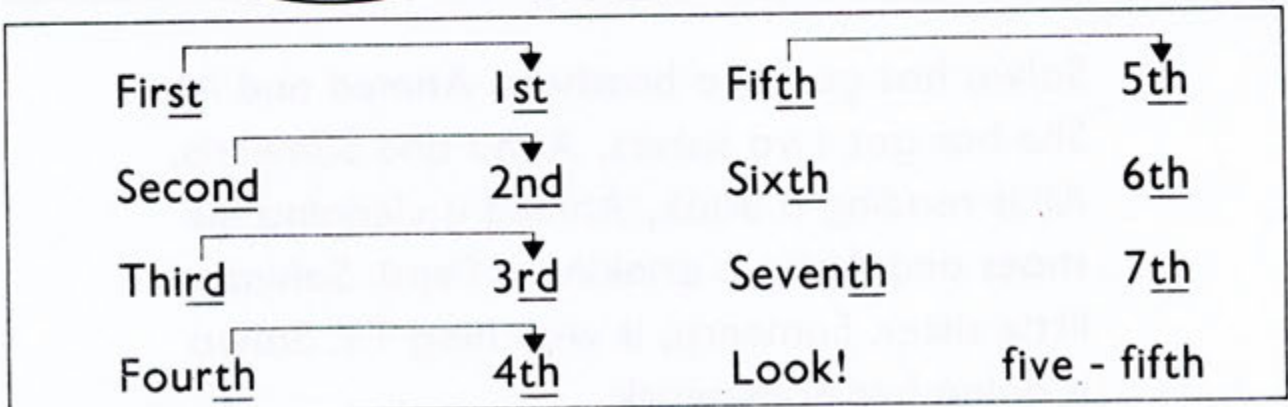 First 1st Fifth 5th
Second 2nd Sixth 6th
Third 3rd Seventh 7th
Fourth 4th Look! five - fifth